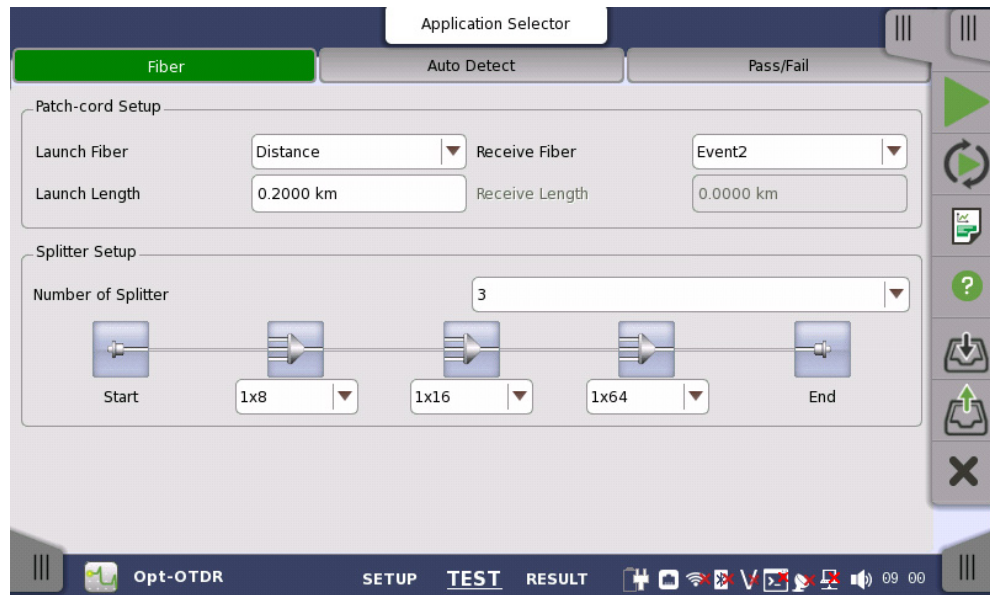 Application Selector
Fiber Auto Detect Pass/Fail
Patch-cord Setup
Launch Fiber Distance Receive Fiber Event2
Launch Length 0.2000 km Receive Length 0.0000 km
Splitter Setup
Number of Splitter 3
Start 1x8 1x16 1x64 End
Opt-OTDR SETUP TEST RESULT 09 00